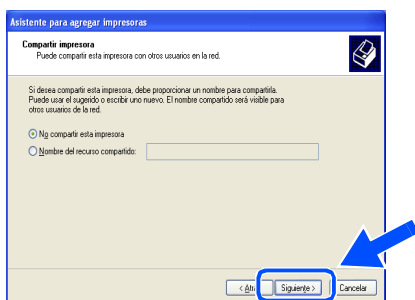 Asistente para agregar impresoras
Compartir impresora
Puede compartir esta impresora con otros usuarios en la red.
Si desea compartir esta impresora, debe proporcionar un nombre para compartirla.
Puede usar el sugerido o escribir uno nuevo. El nombre compartido será visible para
otros usuarios de la red.
No compartir esta impresora
Nombre del recurso compartido:
Siguiente > Cancelar